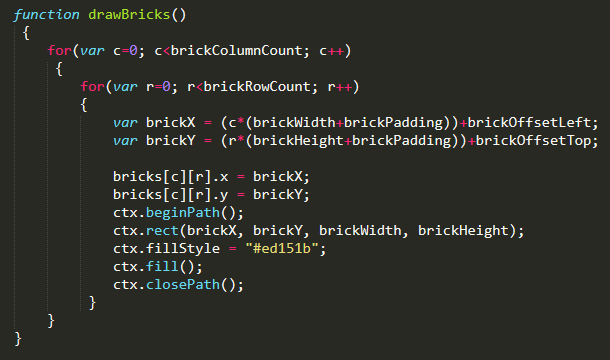 function drawBricks()
{
for(var c=0; c<brickColumnCount; c++)
{
for(var r=0; r<brickRowCount; r++)
{
var brickX = (c*(brickWidth+brickPadding))+brickOffsetLeft;
var brickY = (r*(brickHeight+brickPadding))+brickOffsetTop;
bricks[c][r].x = brickX;
bricks[c][r].y = brickY;
ctx.beginPath();
ctx.rect(brickX, brickY, brickWidth, brickHeight);
ctx.fillStyle = "#ed151b";
ctx.fill();
ctx.closePath();
}
}
}